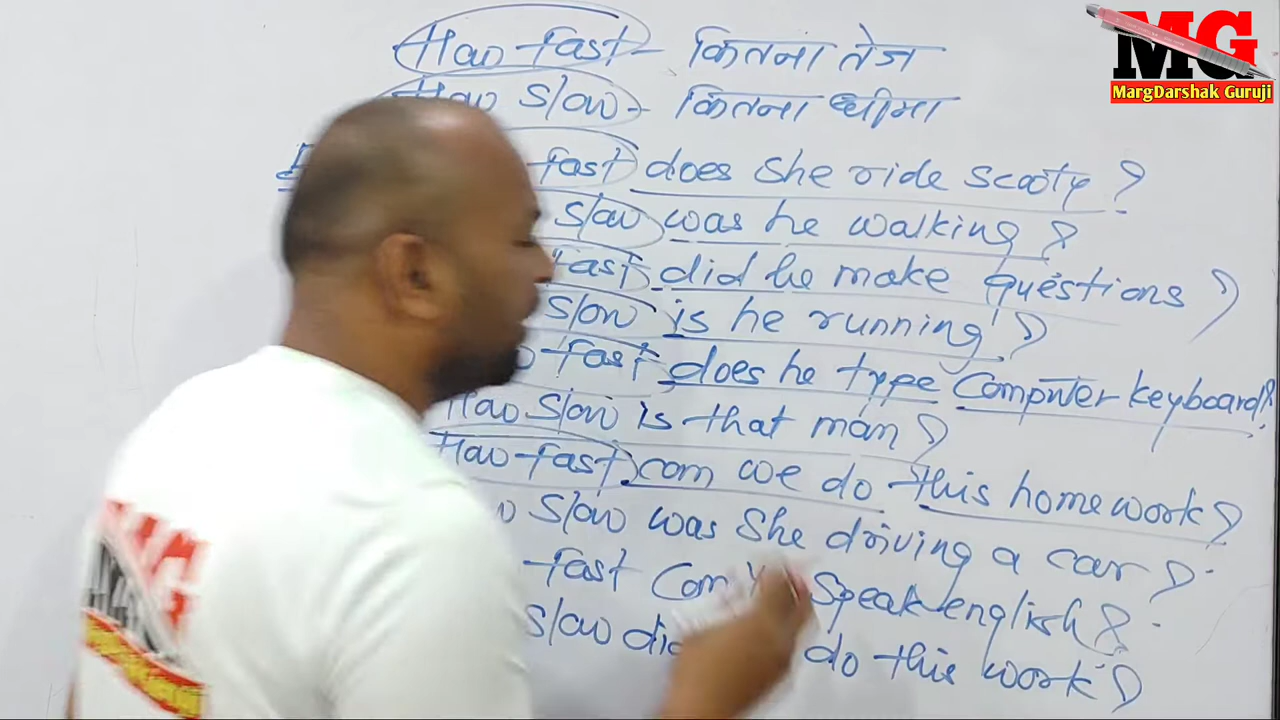 How fast - कितना तेज
How Slow - कितना धीमा
fast does she ride scooty?
slow was he walking?
fast did he make questions?
slow is he running?
fast does he type Computer keyboard?
How Slow is that man?
How fast can we do this homework?
Slow was she driving a car?
fast can speak english?
slow did do this work?
MG
MargDarshak Guruji
MG